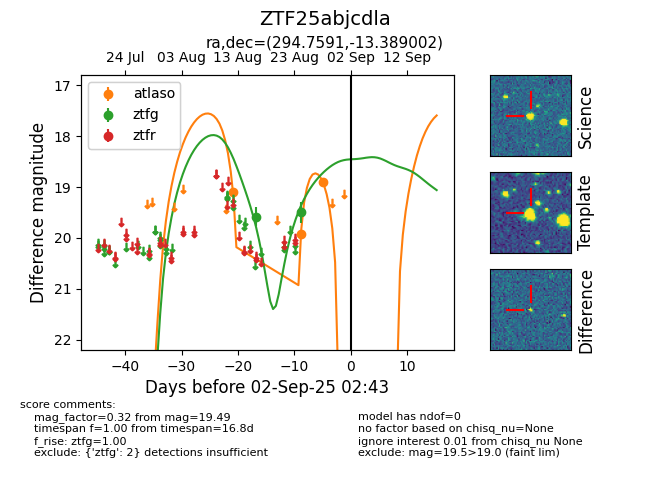 ZTF25abjcdla
ra,dec=(294.7591,-13.389002)
24 Jul 03 Aug 13 Aug 23 Aug 02 Sep 12 Sep
atlaso
ztfg
ztfr
17
18
19
20
21
22
Difference magnitude
−40 −30 −20 −10 0 10
Days before 02-Sep-25 02:43
Science
Template
Difference
score comments:
mag_factor=0.32 from mag=19.49
timespan f=1.00 from timespan=16.8d
f_rise: ztfg=1.00
exclude: {'ztfg': 2} detections insufficient
model has ndof=0
no factor based on chisq_nu=None
ignore interest 0.01 from chisq_nu None
exclude: mag=19.5>19.0 (faint lim)